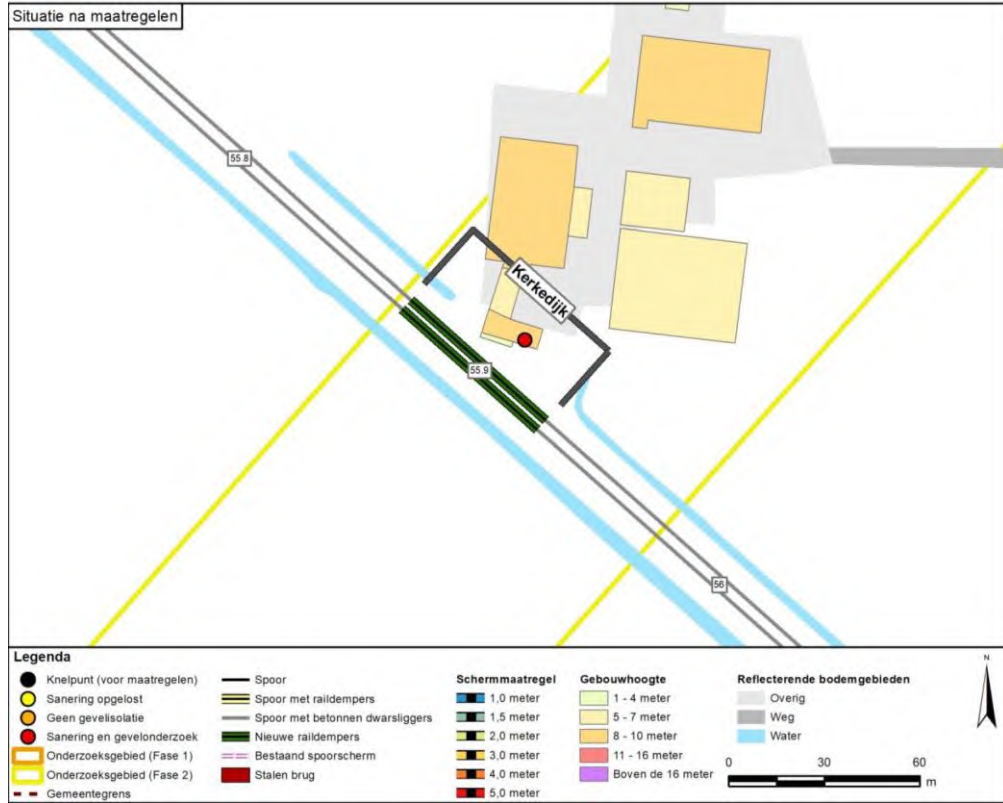 Situatie na maatregelen
55.8
Kerkedijk
55.9
56
Legenda
Knelpunt (voor maatregelen)
Sanering opgelost
Geen gevelisolatie
Sanering en gevelonderzoek
Onderzoeksgebied (Fase 1)
Onderzoeksgebied (Fase 2)
Gemeentegrens
Spoor
Spoor met raildempers
Spoor met betonnen dwarsliggers
Nieuwe raildempers
Bestaand spoorscherm
Stalen brug
Schermmaatregel
1,0 meter
1,5 meter
2,0 meter
3,0 meter
4,0 meter
5,0 meter
Gebouwhoogte
1 - 4 meter
5 - 7 meter
8 - 10 meter
11 - 16 meter
Boven de 16 meter
Reflecterende bodemgebieden
Overig
Weg
Water
N
0 30 60
m